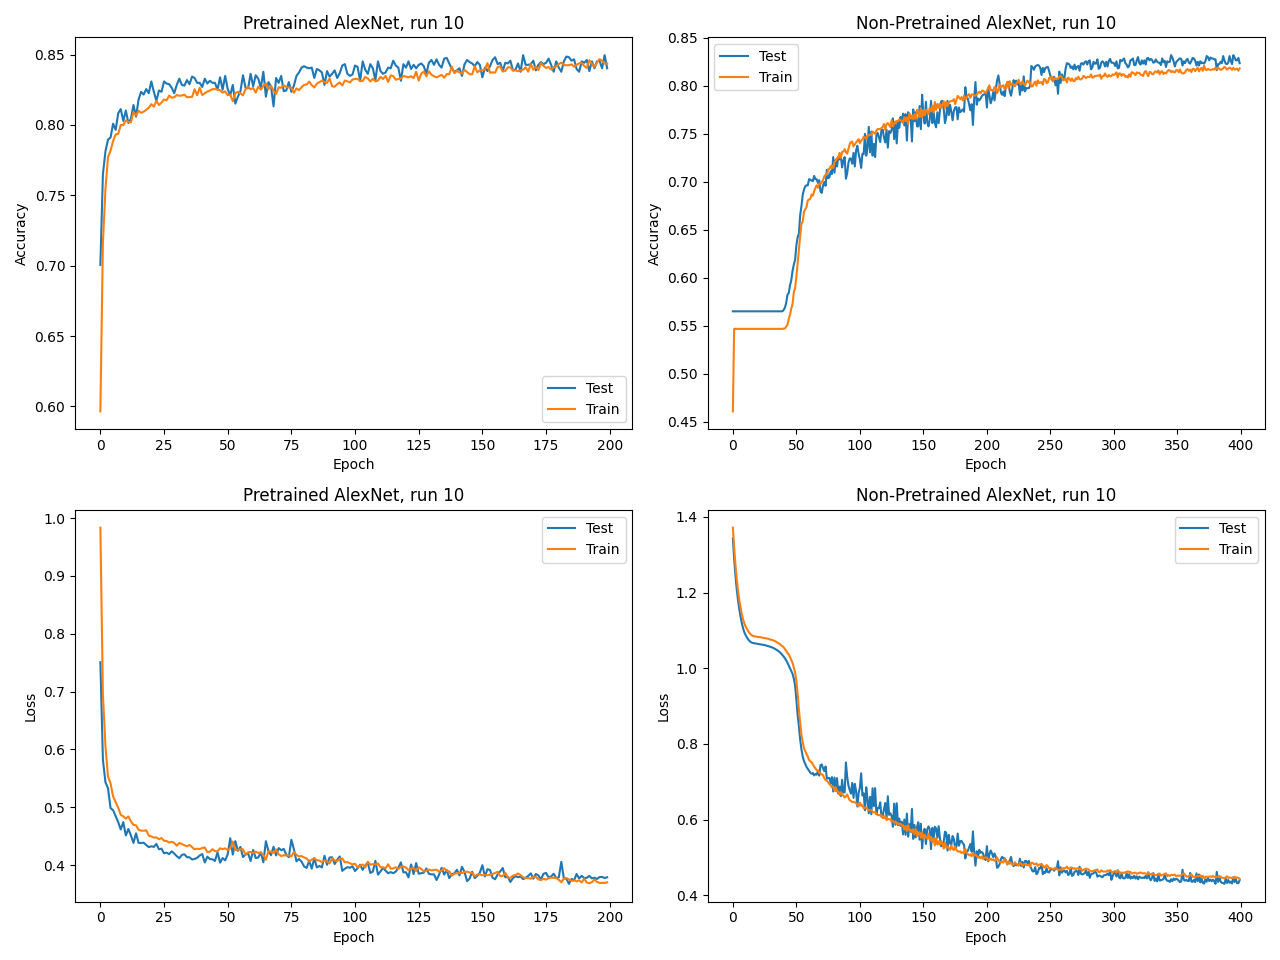 Pretrained AlexNet, run 10
0.85
0.80
0.75
0.70
0.65
0.60
Accuracy
Test
Train
0 25 50 75 100 125 150 175 200
Epoch
Non-Pretrained AlexNet, run 10
0.85
0.80
0.75
0.70
0.65
0.60
0.55
0.50
0.45
Accuracy
Test
Train
0 50 100 150 200 250 300 350 400
Epoch
Pretrained AlexNet, run 10
1.0
0.9
0.8
0.7
0.6
0.5
0.4
Loss
Test
Train
0 25 50 75 100 125 150 175 200
Epoch
Non-Pretrained AlexNet, run 10
1.4
1.2
1.0
0.8
0.6
0.4
Loss
Test
Train
0 50 100 150 200 250 300 350 400
Epoch